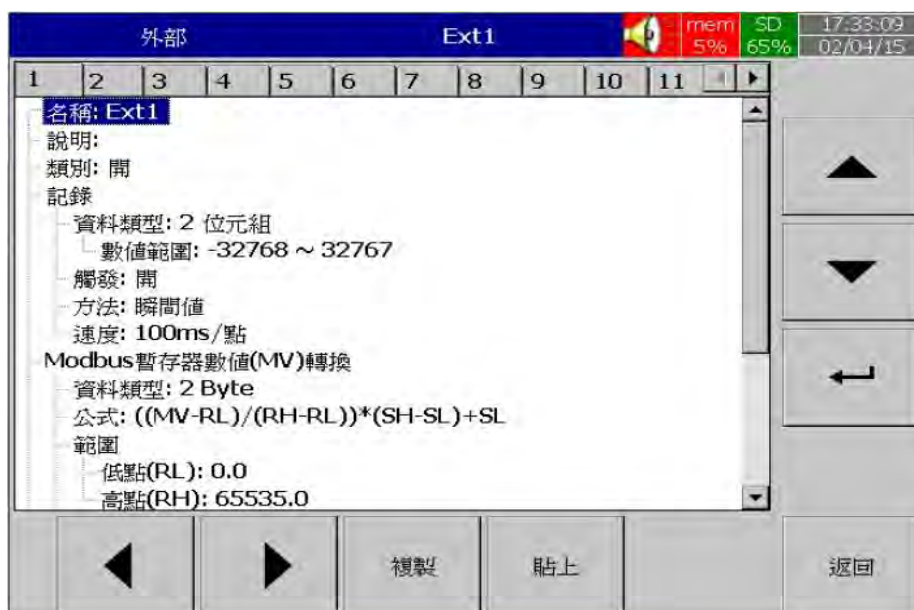 外部 Ext1 mem 5% SD 65% 17:33:09 02/04/15
1 2 3 4 5 6 7 8 9 10 11
名稱: Ext1
說明:
類別: 開
記錄
資料類型: 2 位元組
數值範圍: -32768 ~ 32767
觸發: 開
方法: 瞬間值
速度: 100ms/點
Modbus暫存器數值(MV)轉換
資料類型: 2 Byte
公式: ((MV-RL)/(RH-RL))*(SH-SL)+SL
範圍
低點(RL): 0.0
高點(RH): 65535.0
複製 貼上 返回